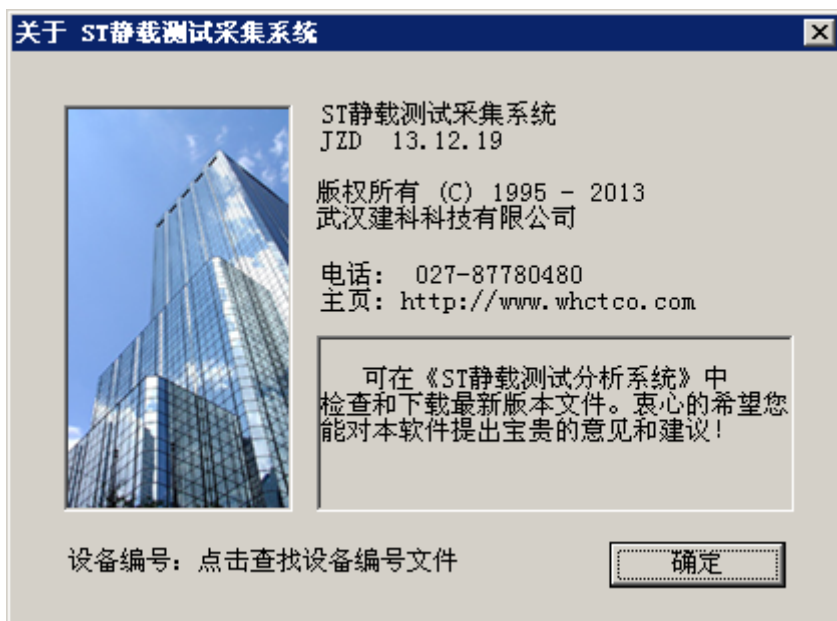 关于 ST静载测试采集系统
ST静载测试采集系统
JZD 13.12.19
版权所有 (C) 1995 - 2013
武汉建科科技有限公司
电话: 027-87780480
主页: http://www.whctco.com
可在《ST静载测试分析系统》中
检查和下载最新版本文件。衷心的希望您
能对本软件提出宝贵的意见和建议!
设备编号: 点击查找设备编号文件
确定